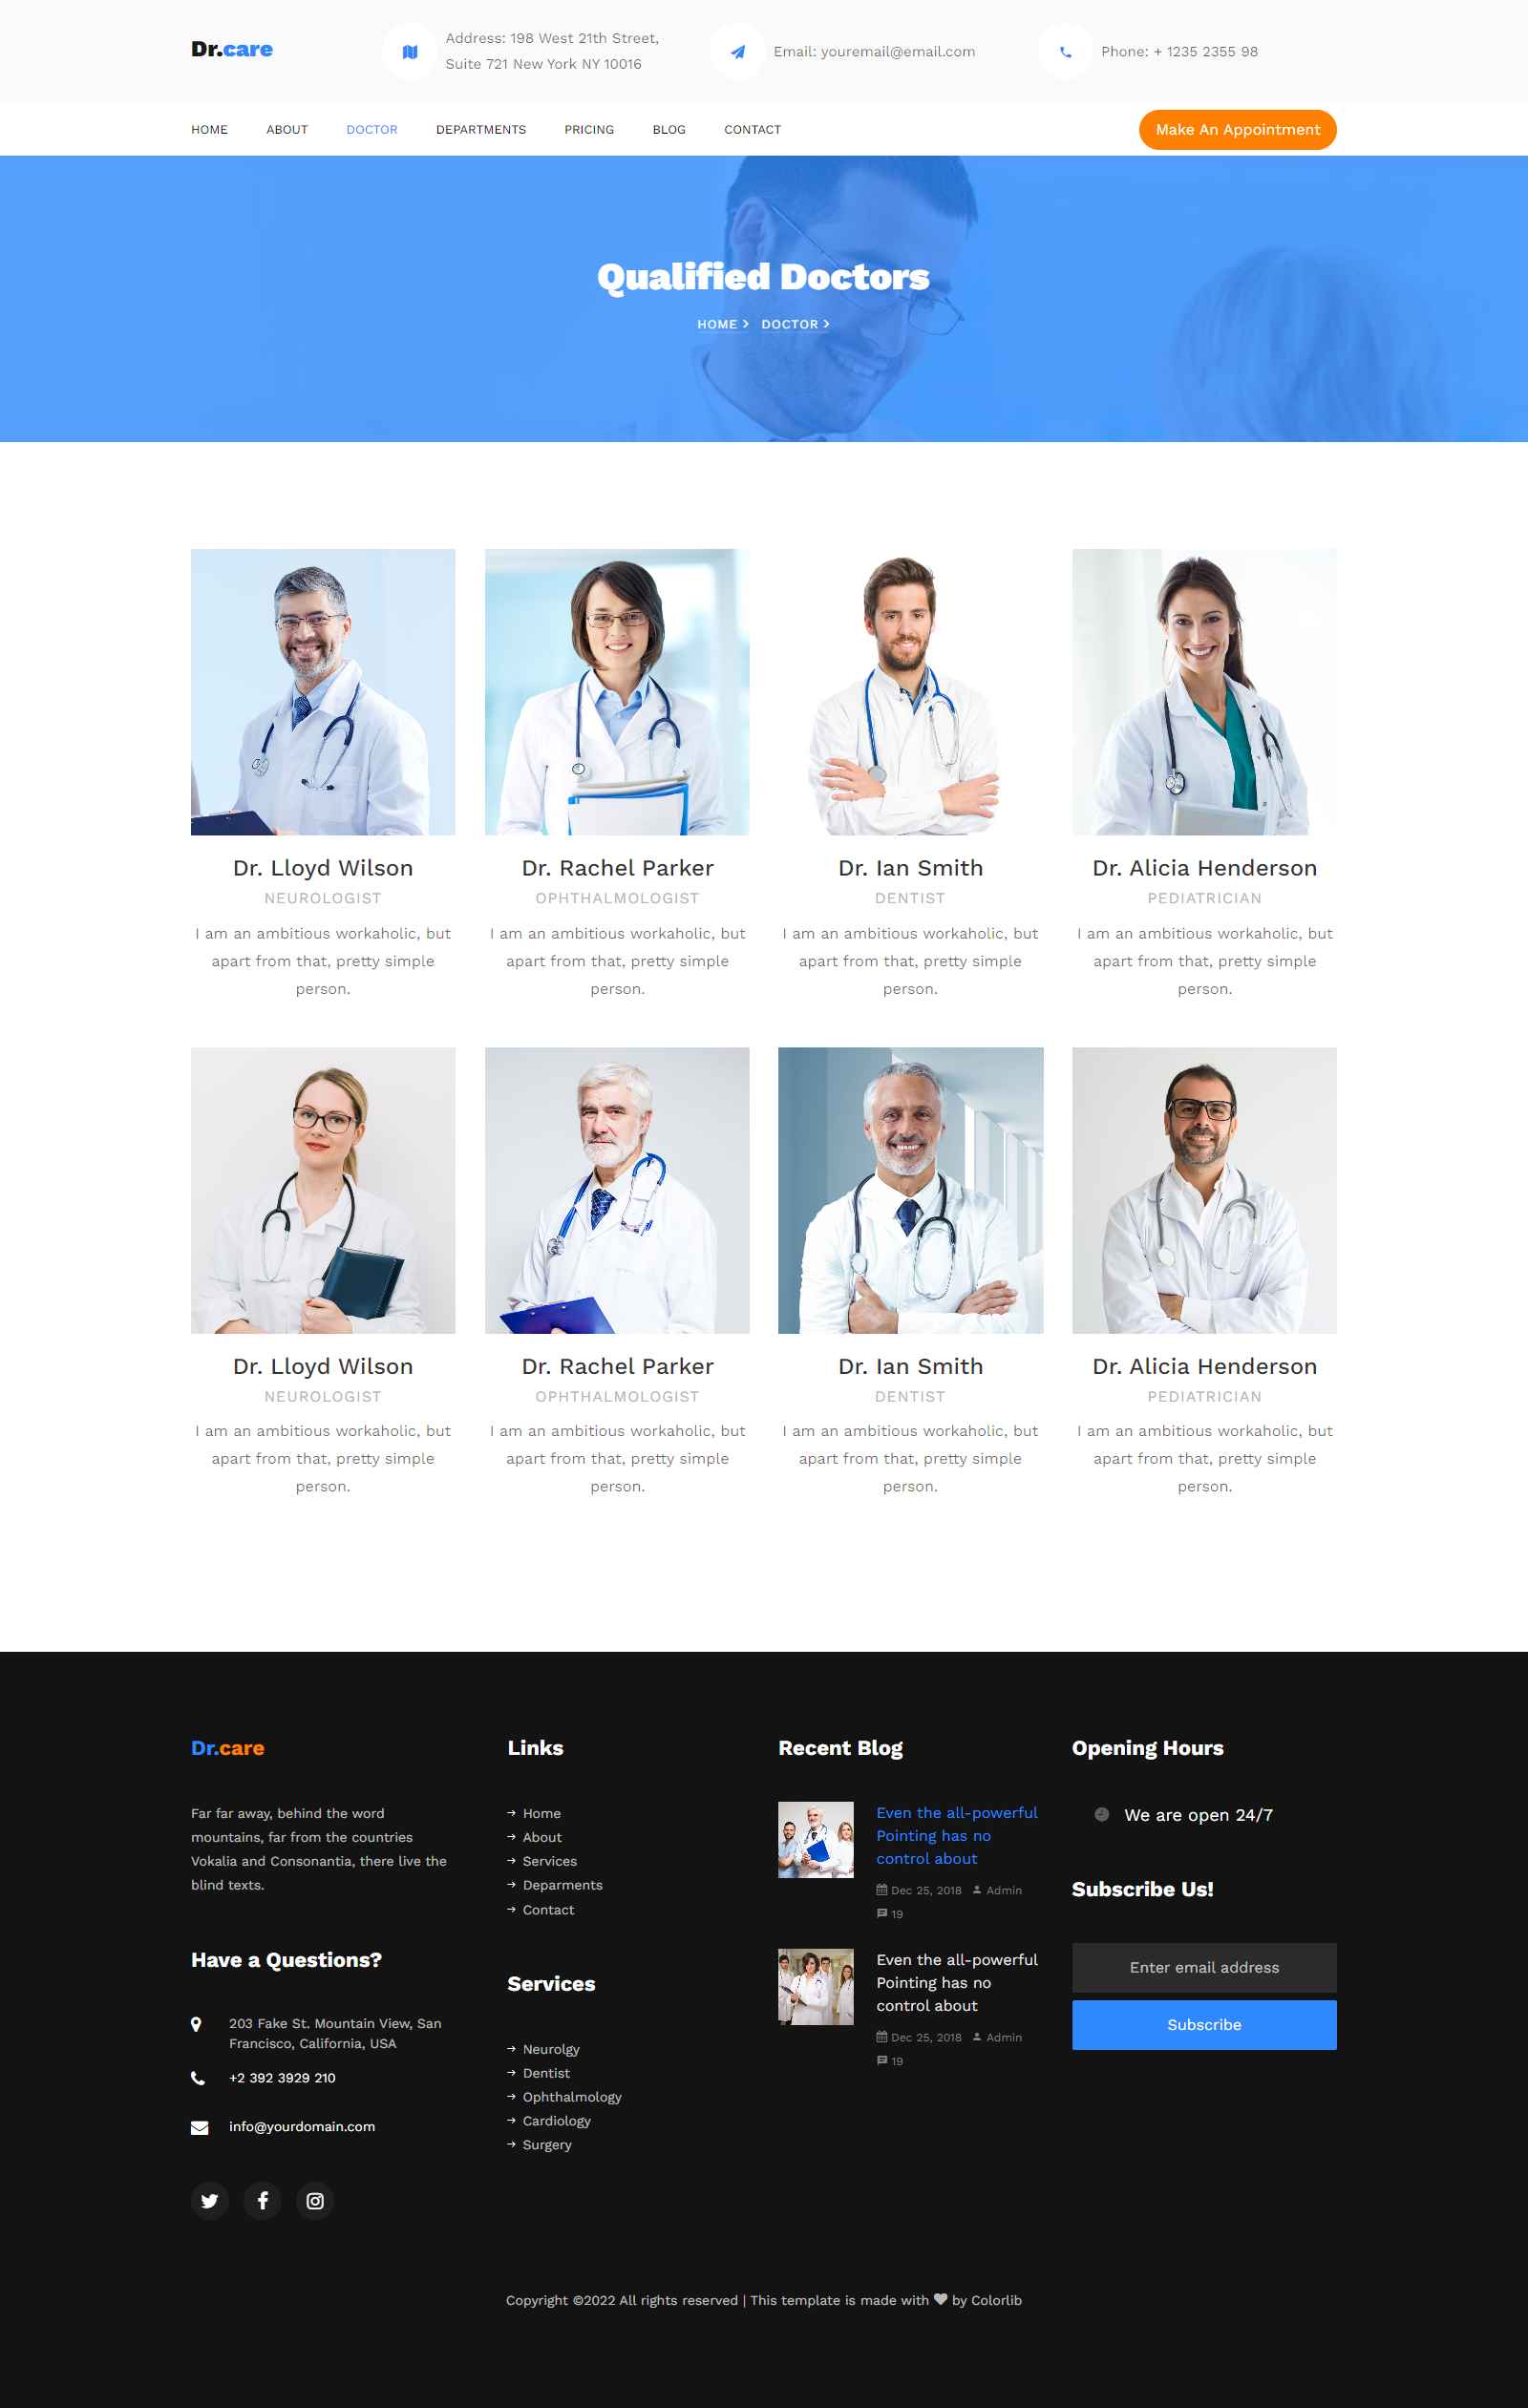 Dr.care
Address: 198 West 21th Street,
Suite 721 New York NY 10016
Email: youremail@email.com
Phone: + 1235 2355 98
HOME ABOUT DOCTOR DEPARTMENTS PRICING BLOG CONTACT
Make An Appointment
Qualified Doctors
HOME DOCTOR
Dr. Lloyd Wilson
NEUROLOGIST
I am an ambitious workaholic, but
apart from that, pretty simple
person.
Dr. Rachel Parker
OPHTHALMOLOGIST
I am an ambitious workaholic, but
apart from that, pretty simple
person.
Dr. Ian Smith
DENTIST
I am an ambitious workaholic, but
apart from that, pretty simple
person.
Dr. Alicia Henderson
PEDIATRICIAN
I am an ambitious workaholic, but
apart from that, pretty simple
person.
Dr. Lloyd Wilson
NEUROLOGIST
I am an ambitious workaholic, but
apart from that, pretty simple
person.
Dr. Rachel Parker
OPHTHALMOLOGIST
I am an ambitious workaholic, but
apart from that, pretty simple
person.
Dr. Ian Smith
DENTIST
I am an ambitious workaholic, but
apart from that, pretty simple
person.
Dr. Alicia Henderson
PEDIATRICIAN
I am an ambitious workaholic, but
apart from that, pretty simple
person.
Dr.care
Far far away, behind the word
mountains, far from the countries
Vokalia and Consonantia, there live the
blind texts.
Have a Questions?
203 Fake St. Mountain View, San
Francisco, California, USA
+2 392 3929 210
info@yourdomain.com
Links
Home
About
Services
Deparments
Contact
Services
Neurolgy
Dentist
Ophthalmology
Cardiology
Surgery
Recent Blog
Even the all-powerful
Pointing has no
control about
Dec 25, 2018 Admin
19
Even the all-powerful
Pointing has no
control about
Dec 25, 2018 Admin
19
Opening Hours
We are open 24/7
Subscribe Us!
Enter email address
Subscribe
Copyright ©2022 All rights reserved | This template is made with ♥ by Colorlib